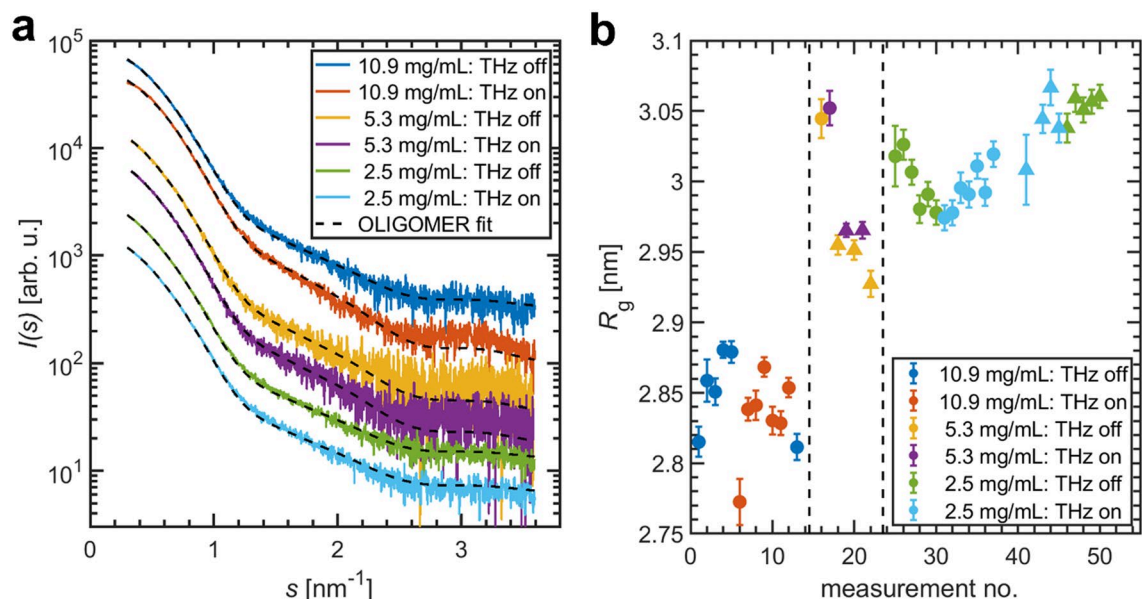 a
10^5
10^4
10^3
10^2
10^1
I(s) [arb. u.]
0
1
2
3
s [nm^-1]
10.9 mg/mL: THz off
10.9 mg/mL: THz on
5.3 mg/mL: THz off
5.3 mg/mL: THz on
2.5 mg/mL: THz off
2.5 mg/mL: THz on
OLIGOMER fit
b
3.1
3.05
3
2.95
2.9
2.85
2.8
2.75
R_g [nm]
0
10
20
30
40
50
measurement no.
10.9 mg/mL: THz off
10.9 mg/mL: THz on
5.3 mg/mL: THz off
5.3 mg/mL: THz on
2.5 mg/mL: THz off
2.5 mg/mL: THz on